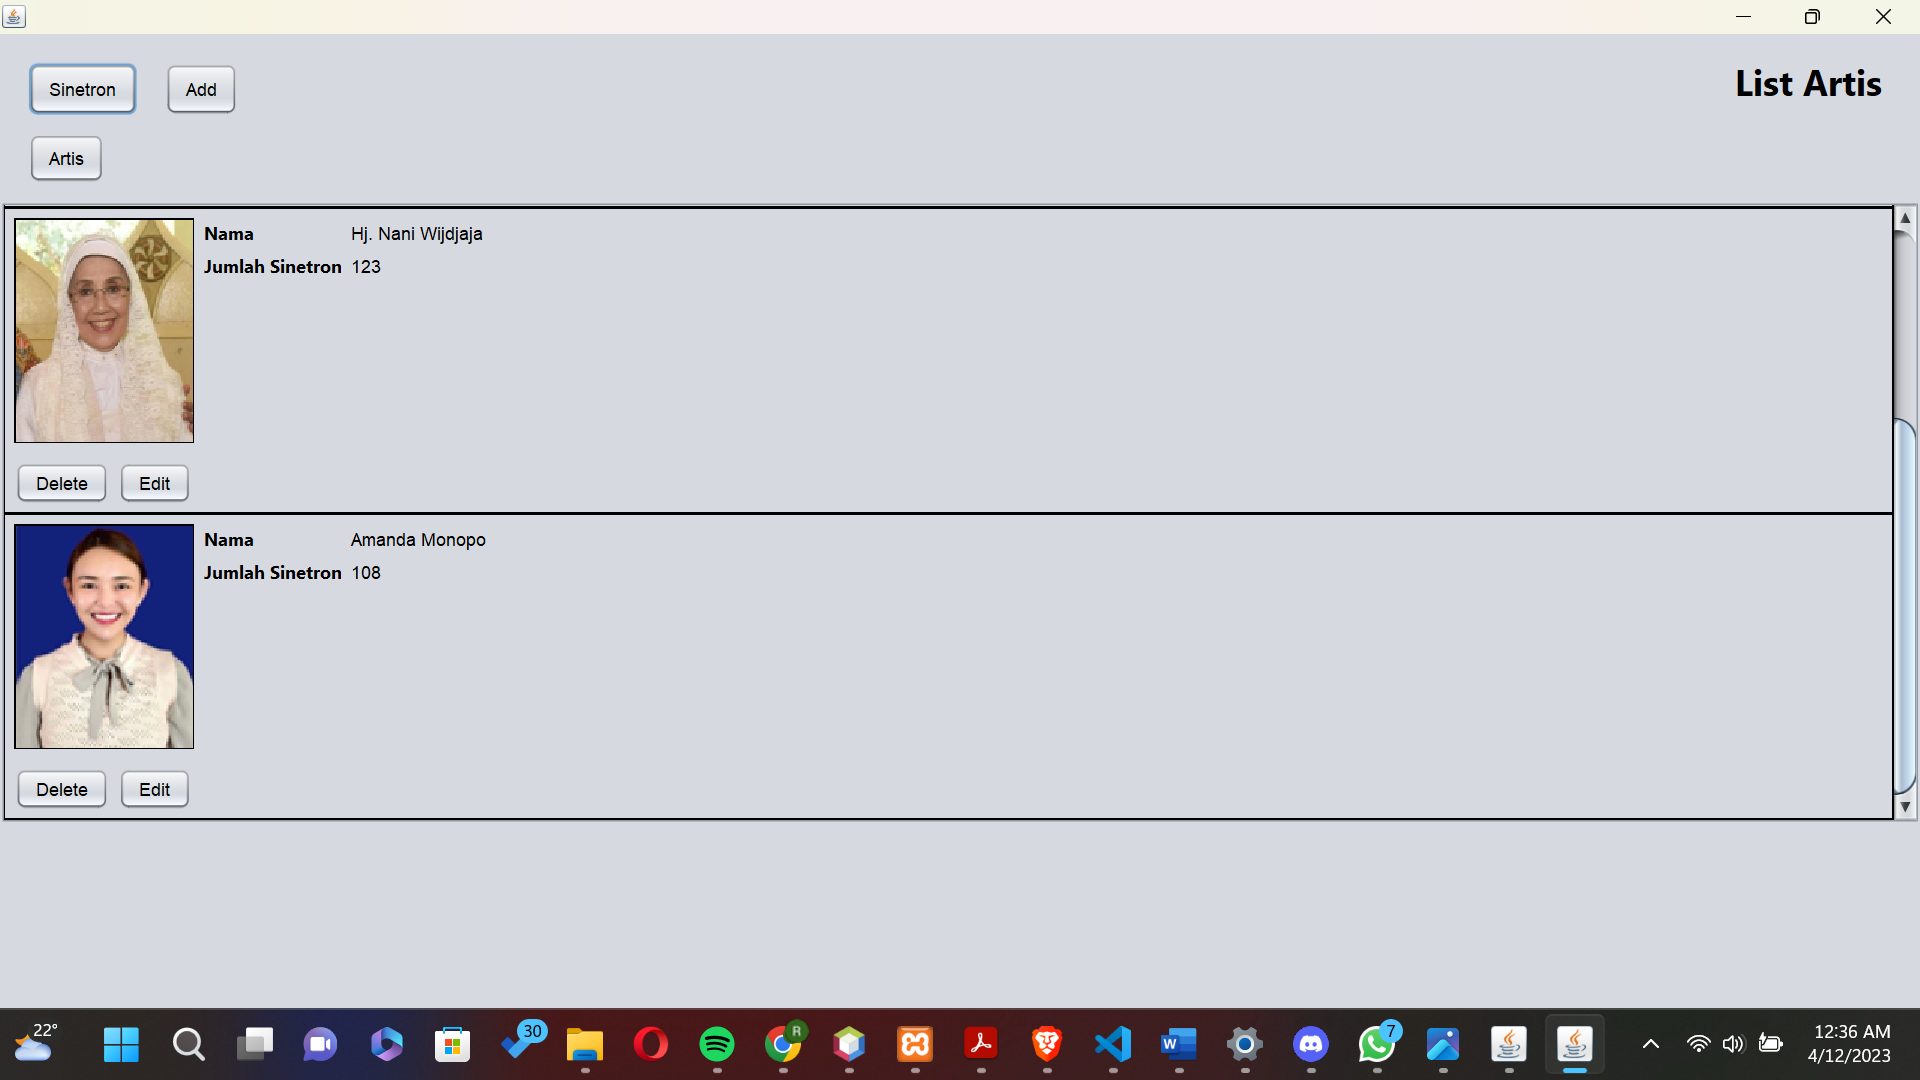 Sinetron
Add
List Artis
Artis
Nama Hj. Nani Wijdjaja
Jumlah Sinetron 123
Delete Edit
Nama Amanda Monopo
Jumlah Sinetron 108
Delete Edit
22°
30
R
W
7
12:36 AM
4/12/2023